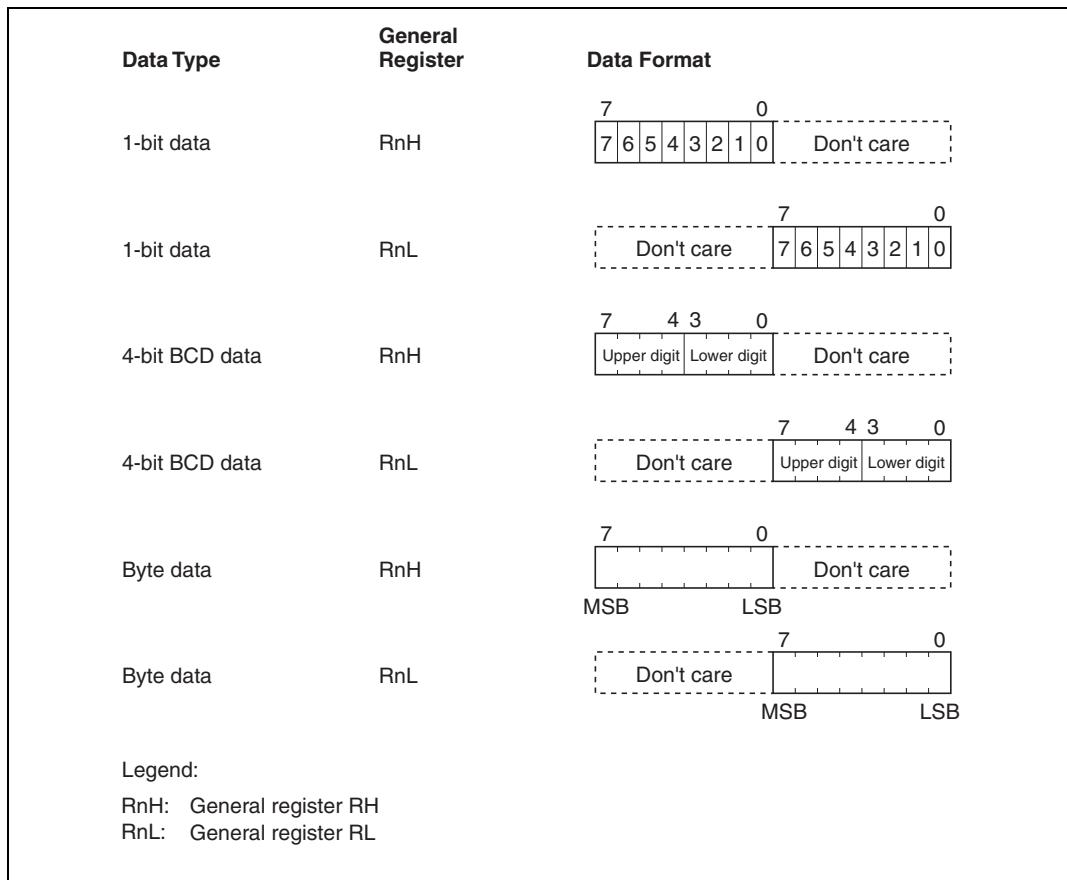 Data Type General Register Data Format
7 0
1-bit data RnH 7 6 5 4 3 2 1 0 Don't care
7 0
1-bit data RnL Don't care 7 6 5 4 3 2 1 0
7 4 3 0
4-bit BCD data RnH Upper digit Lower digit Don't care
7 4 3 0
4-bit BCD data RnL Don't care Upper digit Lower digit
7 0
Byte data RnH Don't care
MSB LSB
7 0
Byte data RnL Don't care
MSB LSB
Legend:
RnH: General register RH
RnL: General register RL